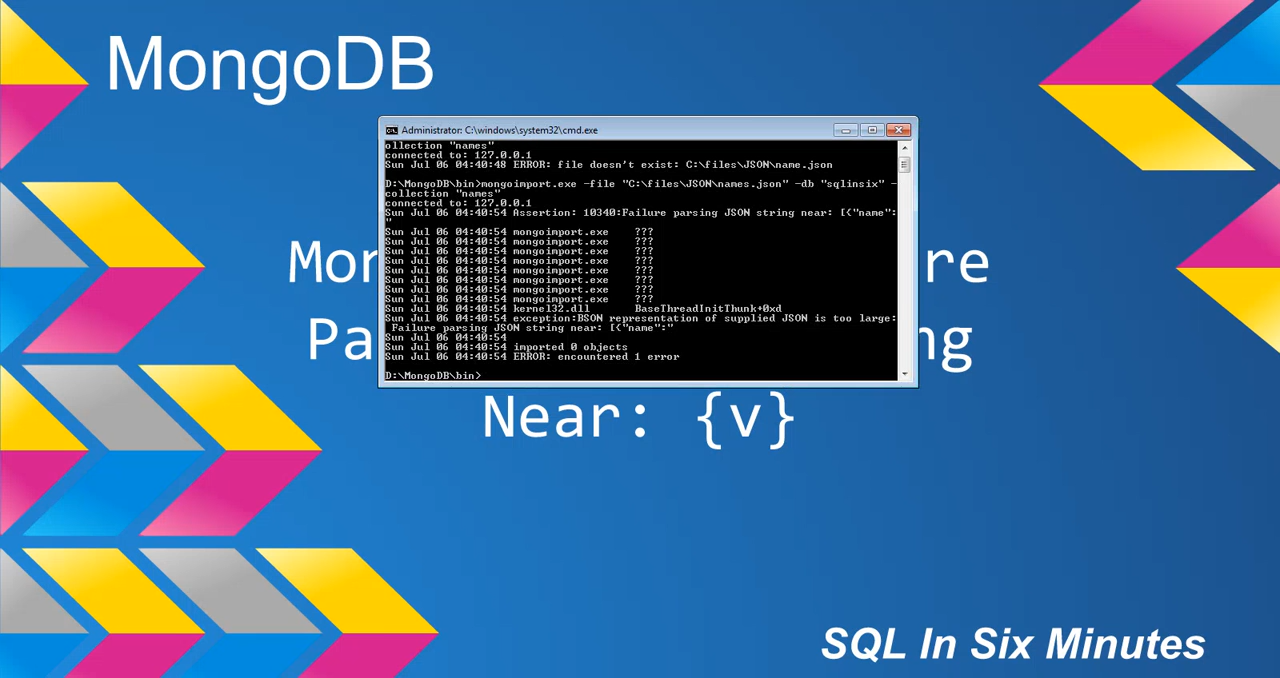 MongoDB
Administrator: C:\windows\system32\cmd.exe
ollection "names"
connected to: 127.0.0.1
Sun Jul 06 04:40:48 ERROR: file doesn't exist: C:\files\JSON\name.json
D:\MongoDB\bin>mongoimport.exe -file "C:\files\JSON\names.json" -db "sqlinsix" -
collection "names"
connected to: 127.0.0.1
Sun Jul 06 04:40:54 Assertion: 10340:Failure parsing JSON string near: [{"name":
"
Sun Jul 06 04:40:54 mongoimport.exe ???
Sun Jul 06 04:40:54 mongoimport.exe ???
Sun Jul 06 04:40:54 mongoimport.exe ???
Sun Jul 06 04:40:54 mongoimport.exe ???
Sun Jul 06 04:40:54 mongoimport.exe ???
Sun Jul 06 04:40:54 mongoimport.exe ???
Sun Jul 06 04:40:54 mongoimport.exe ???
Sun Jul 06 04:40:54 mongoimport.exe ???
Sun Jul 06 04:40:54 kernel32.dll BaseThreadInitThunk+0xd
Sun Jul 06 04:40:54 exception:BSON representation of supplied JSON is too large:
Failure parsing JSON string near: [{"name":"
Sun Jul 06 04:40:54
Sun Jul 06 04:40:54 imported 0 objects
Sun Jul 06 04:40:54 ERROR: encountered 1 error
D:\MongoDB\bin>
Mon re
Pa ng
Near: {v}
SQL In Six Minutes